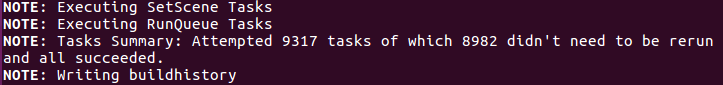 NOTE: Executing SetScene Tasks
NOTE: Executing RunQueue Tasks
NOTE: Tasks Summary: Attempted 9317 tasks of which 8982 didn't need to be rerun
and all succeeded.
NOTE: Writing buildhistory